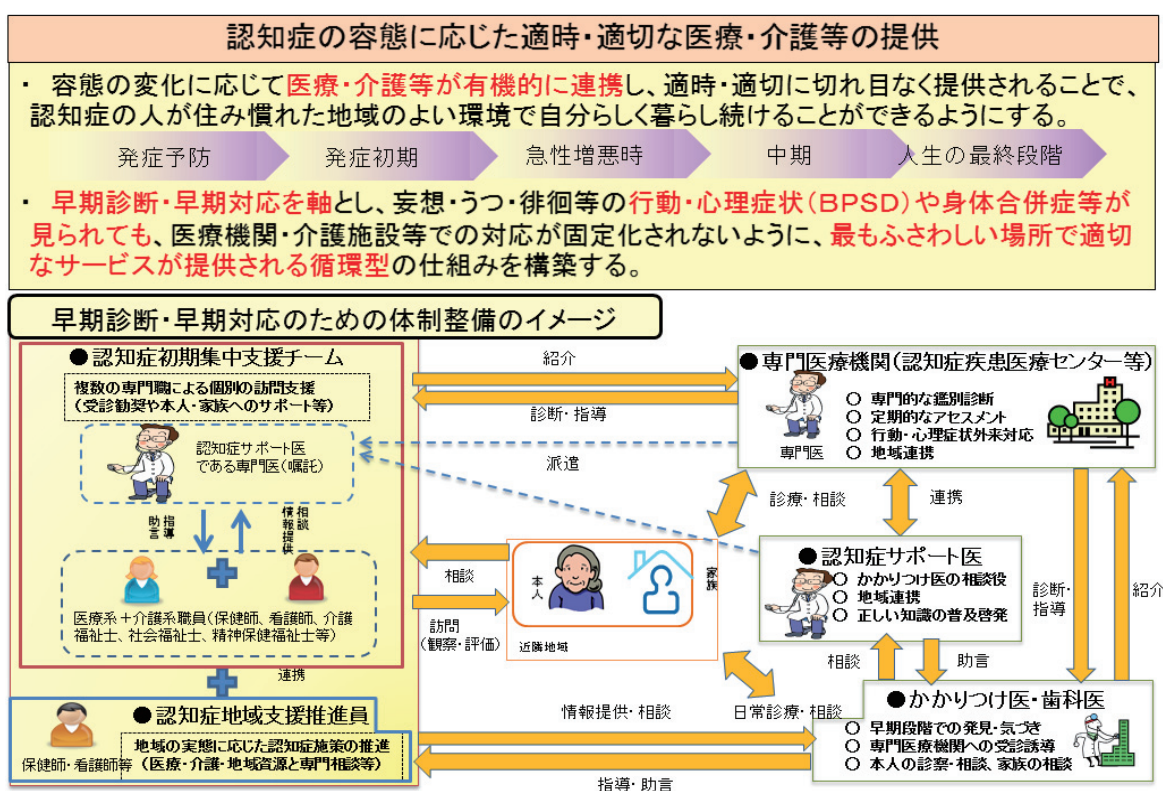 認知症の容態に応じた適時・適切な医療・介護等の提供
・ 容態の変化に応じて医療・介護等が有機的に連携し、適時・適切に切れ目なく提供されることで、
認知症の人が住み慣れた地域のよい環境で自分らしく暮らし続けることができるようにする。
発症予防
発症初期
急性増悪時
中期
人生の最終段階
・ 早期診断・早期対応を軸とし、妄想・うつ・徘徊等の行動・心理症状(BPSD)や身体合併症等が
見られても、医療機関・介護施設等での対応が固定化されないように、最もふさわしい場所で適切
なサービスが提供される循環型の仕組みを構築する。
早期診断・早期対応のための体制整備のイメージ
●認知症初期集中支援チーム
複数の専門職による個別の訪問支援
(受診勧奨や本人・家族へのサポート等)
認知症サポート医
である専門医(嘱託)
指導
助言
相談
情報提供
医療系+介護系職員(保健師、看護師、介護
福祉士、社会福祉士、精神保健福祉士等)
連携
●認知症地域支援推進員
地域の実態に応じた認知症施策の推進
(医療・介護・地域資源と専門相談等)
保健師・看護師等
紹介
診断・指導
派遣
相談
訪問
(観察・評価)
本人
家族
近隣地域
診療・相談
連携
●専門医療機関(認知症疾患医療センター等)
○ 専門的な鑑別診断
○ 定期的なアセスメント
○ 行動・心理症状外来対応
○ 地域連携
専門医
●認知症サポート医
○ かかりつけ医の相談役
○ 地域連携
○ 正しい知識の普及啓発
診断・
指導
紹介
相談
助言
日常診療・相談
情報提供・相談
指導・助言
●かかりつけ医・歯科医
○ 早期段階での発見・気づき
○ 専門医療機関への受診誘導
○ 本人の診察・相談、家族の相談